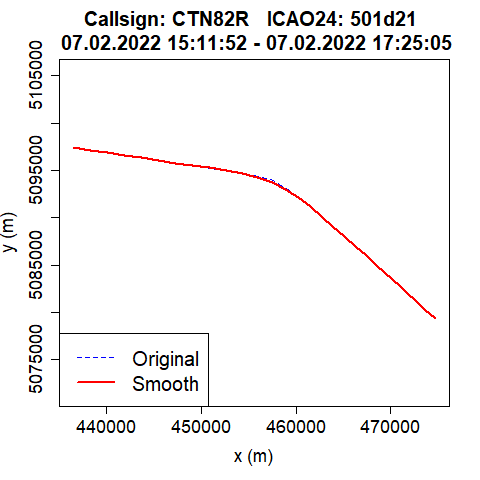 Callsign: CTN82R   ICAO24: 501d21
07.02.2022 15:11:52 - 07.02.2022 17:25:05
5105000
5095000
5085000
5075000
y (m)
Original
Smooth
440000 450000 460000 470000
x (m)